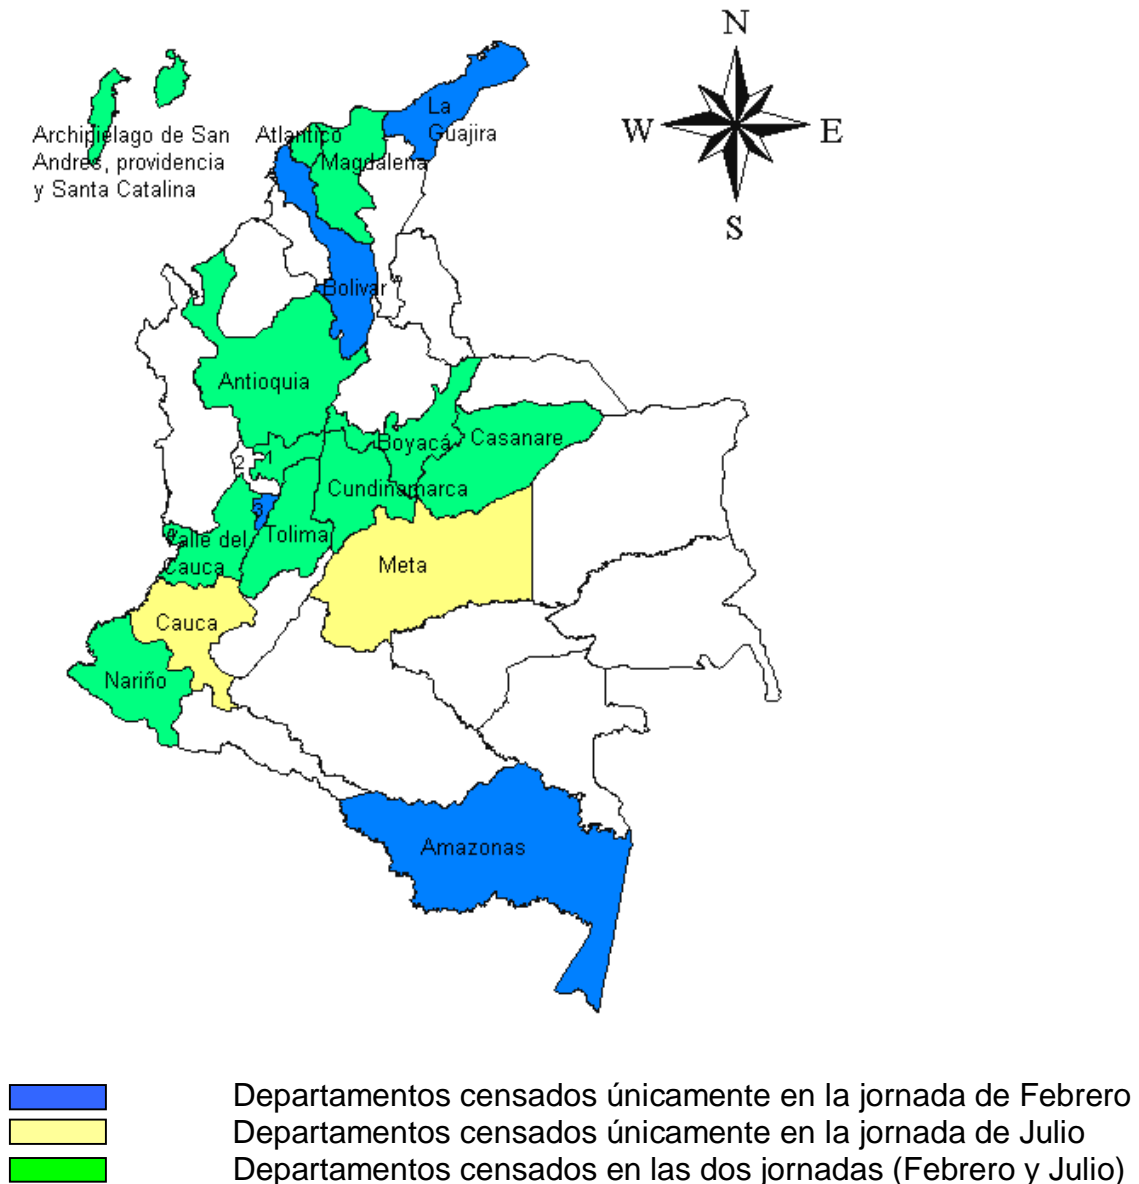 N
W
E
S
La
Guajira
Archipielago de San
Andres, providencia
y Santa Catalina
Atlantico
Magdalena
Bolivar
Antioquia
Boyacá
Casanare
2
1
Cundinamarca
3
Tolima
Valle del
Cauca
Meta
Cauca
Nariño
Amazonas
Departamentos censados únicamente en la jornada de Febrero
Departamentos censados únicamente en la jornada de Julio
Departamentos censados en las dos jornadas (Febrero y Julio)